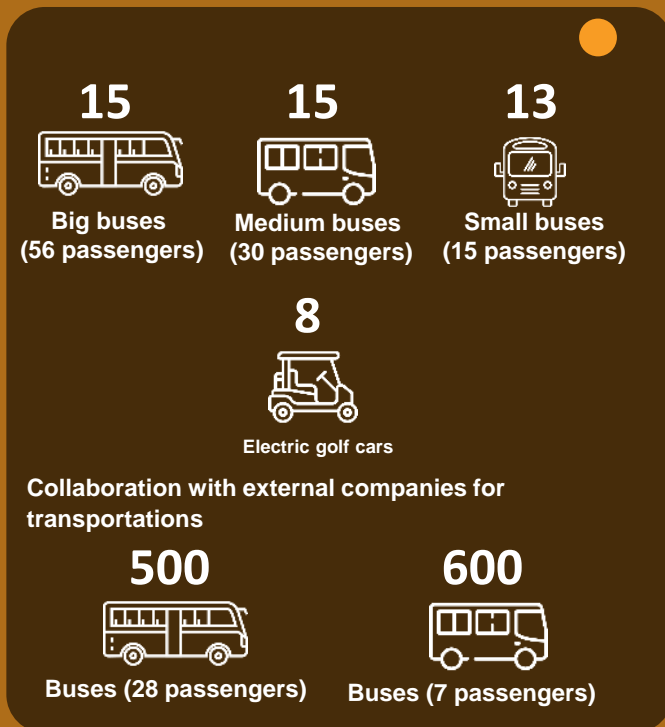 15
15
13
Big buses
(56 passengers)
Medium buses
(30 passengers)
Small buses
(15 passengers)
8
Electric golf cars
Collaboration with external companies for
transportations
500
600
Buses (28 passengers)
Buses (7 passengers)